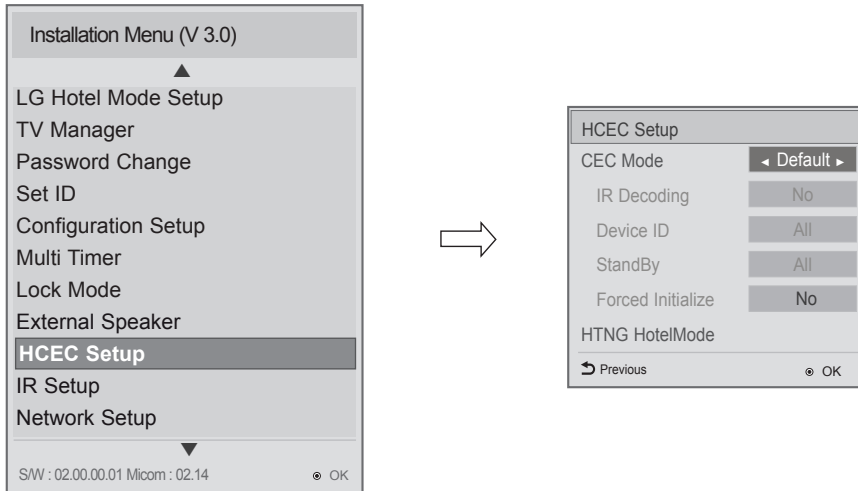 Installation Menu (V 3.0)
LG Hotel Mode Setup
TV Manager
Password Change
Set ID
Configuration Setup
Multi Timer
Lock Mode
External Speaker
HCEC Setup
IR Setup
Network Setup
S/W : 02.00.00.01 Micom : 02.14 OK
HCEC Setup
CEC Mode Default
IR Decoding No
Device ID All
StandBy All
Forced Initialize No
HTNG HotelMode
Previous OK